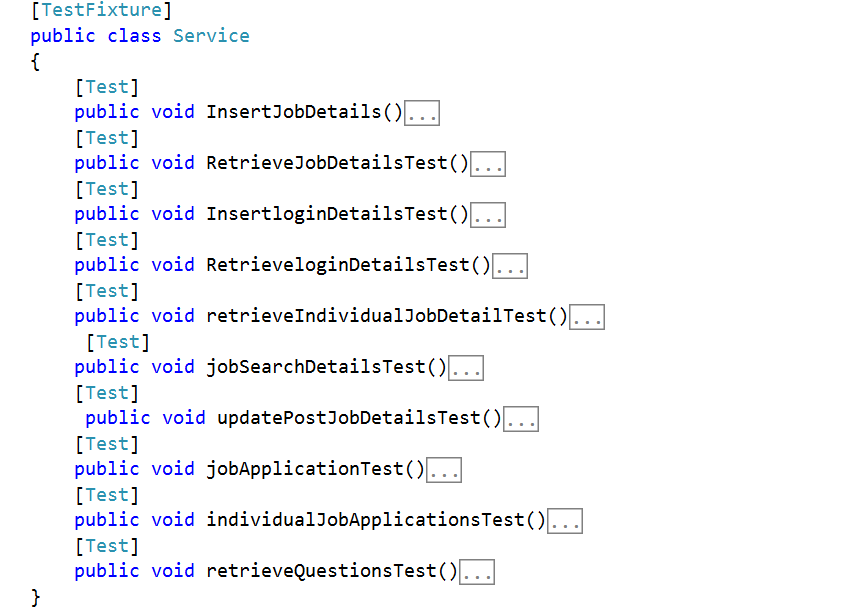 [TestFixture]
public class Service
{
[Test]
public void InsertJobDetails()...
[Test]
public void RetrieveJobDetailsTest()...
[Test]
public void InsertloginDetailsTest()...
[Test]
public void RetrieveloginDetailsTest()...
[Test]
public void retrieveIndividualJobDetailTest()...
[Test]
public void jobSearchDetailsTest()...
[Test]
public void updatePostJobDetailsTest()...
[Test]
public void jobApplicationTest()...
[Test]
public void individualJobApplicationsTest()...
[Test]
public void retrieveQuestionsTest()...
}